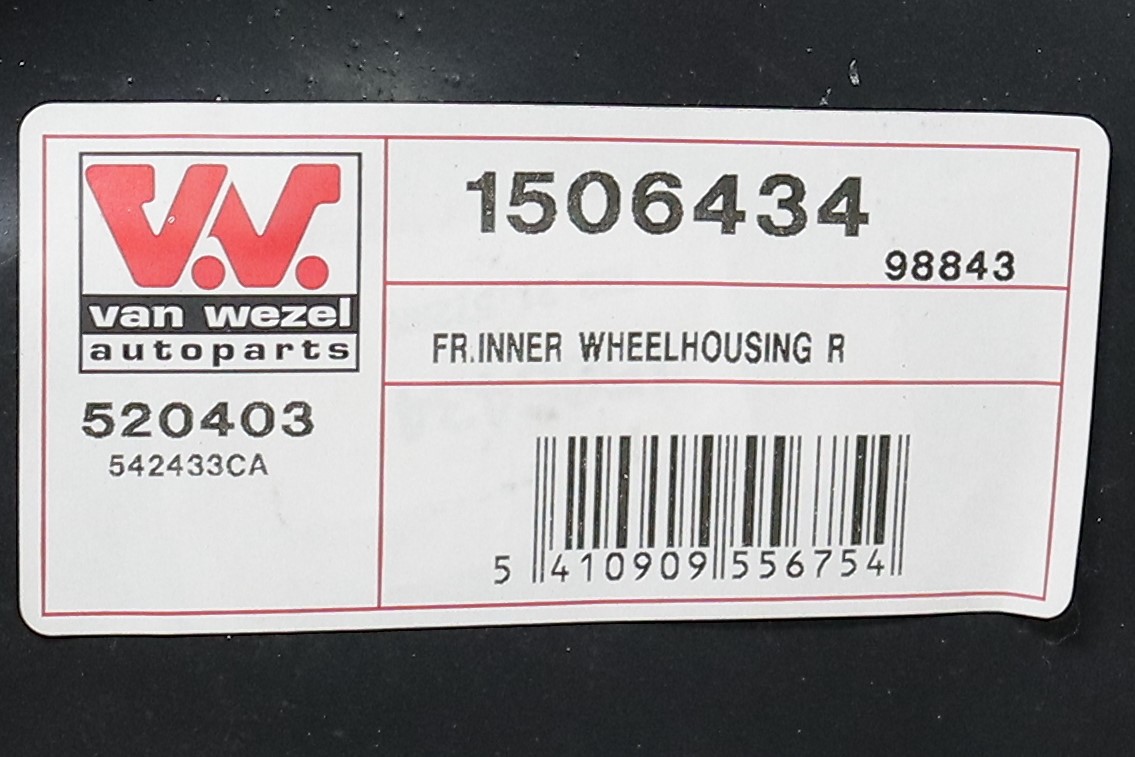 V.V.
van wezel
autoparts
520403
542433CA
1506434
98843
FR.INNER WHEELHOUSING R
5 410909 556754